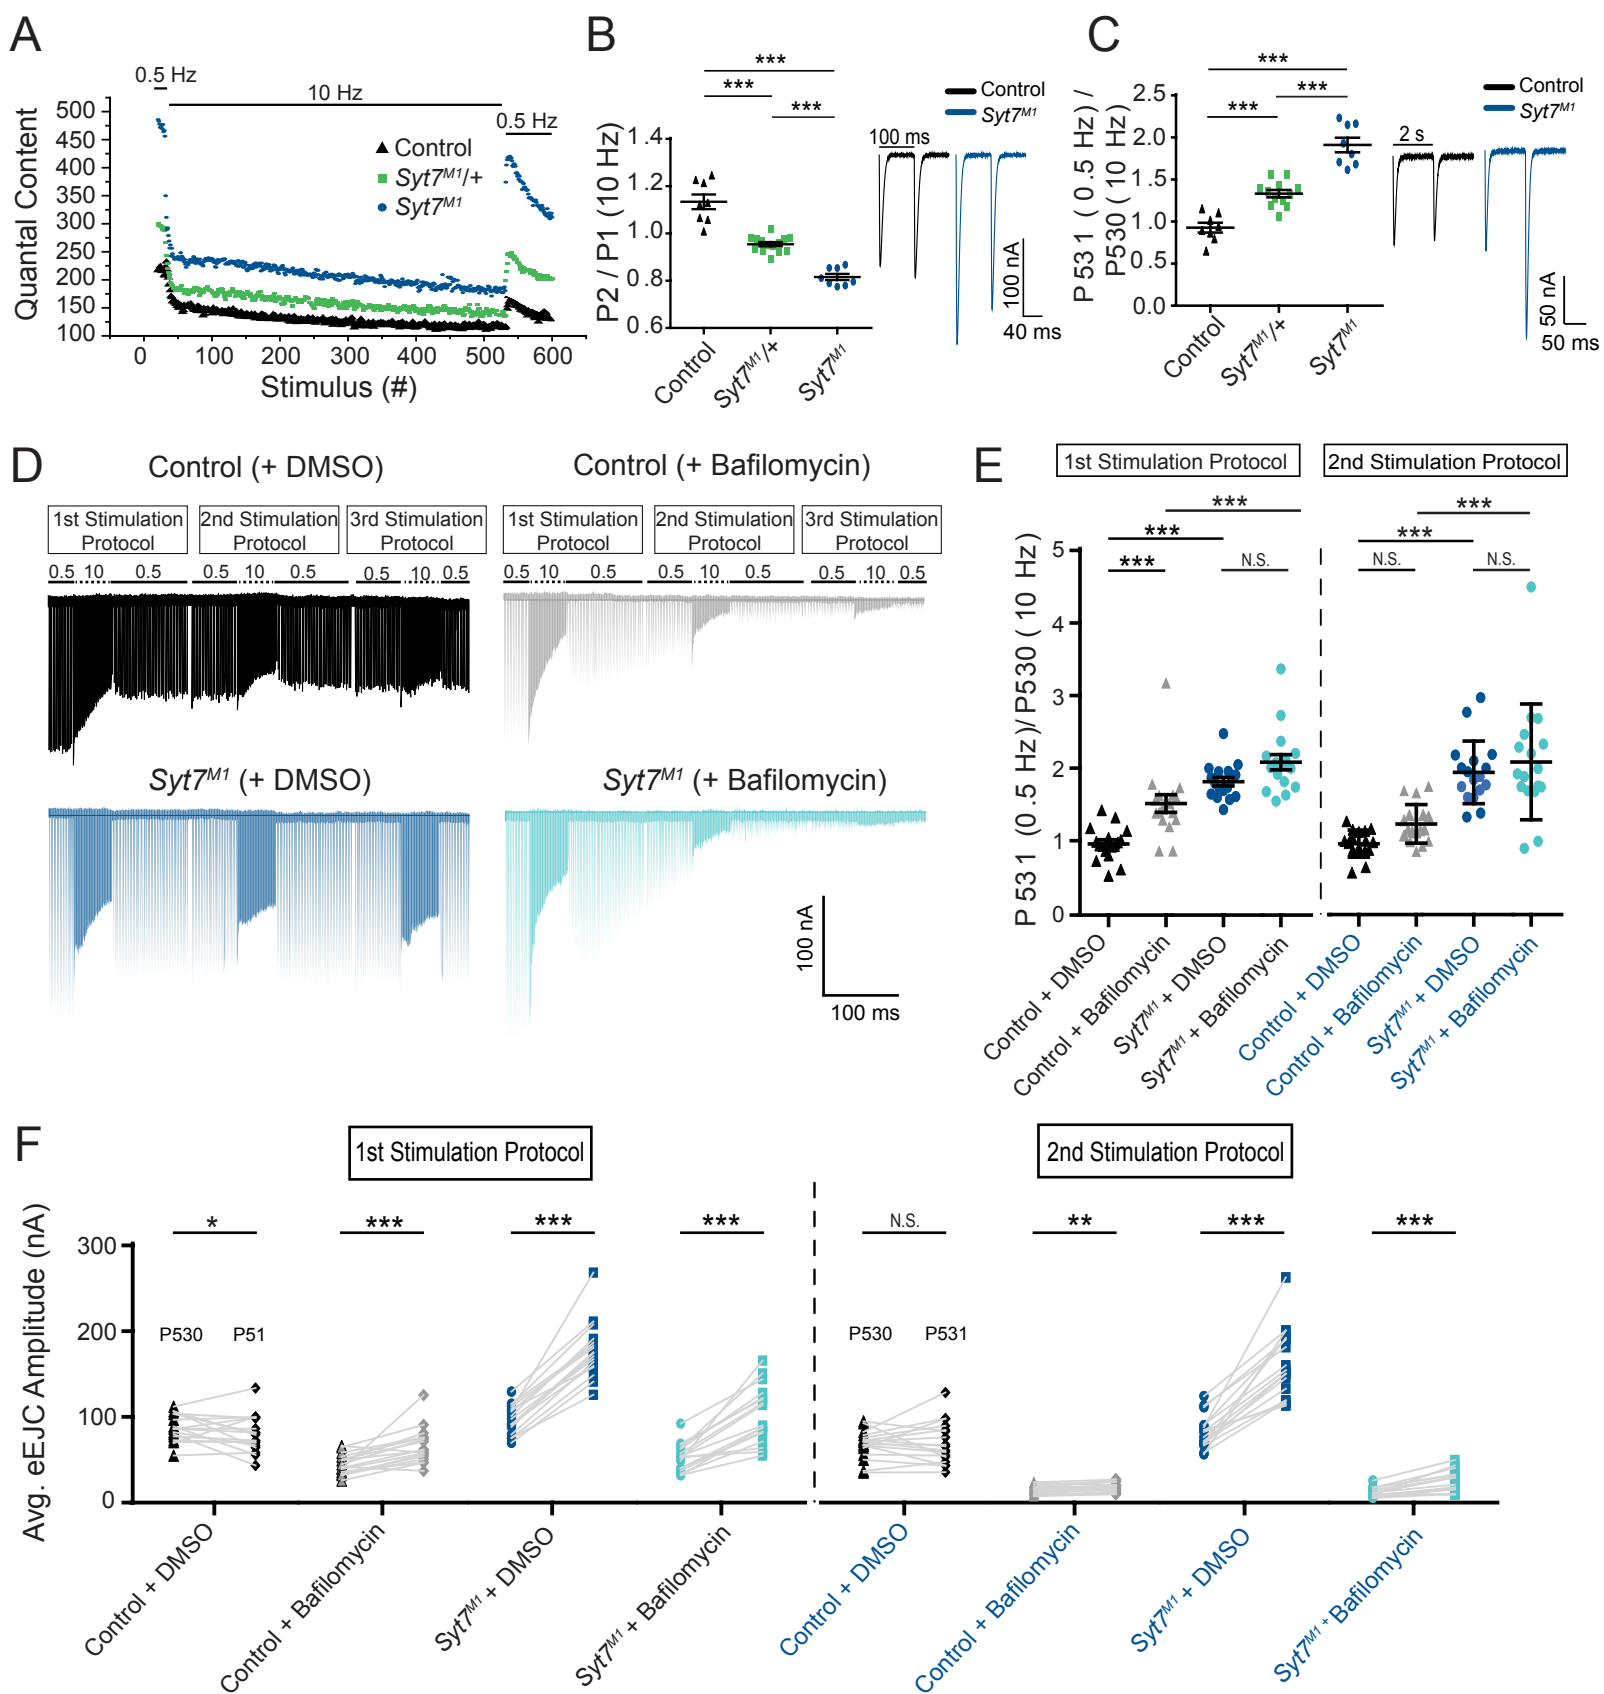 A
0.5 Hz
10 Hz
0.5 Hz
Quantal Content
500
450
400
350
300
250
200
150
100
Control
Syt7M1/+
Syt7M1
0
100
200
300
400
500
600
Stimulus (#)
B
***
***
***
P2 / P1 (10 Hz)
1.4
1.2
1.0
0.8
0.6
Control
Syt7M1/+
Syt7M1
Control
Syt7M1
100 ms
100 nA
40 ms
C
***
***
***
P531 (0.5 Hz) /
P530 (10 Hz)
2.5
2.0
1.5
1.0
0.5
0.0
Control
Syt7M1/+
Syt7M1
Control
Syt7M1
2 s
50 nA
50 ms
D
Control (+ DMSO)
1st Stimulation Protocol
2nd Stimulation Protocol
3rd Stimulation Protocol
0.5 10 0.5 0.5 10 0.5 0.5 10 0.5
Control (+ Bafilomycin)
1st Stimulation Protocol
2nd Stimulation Protocol
3rd Stimulation Protocol
0.5 10 0.5 0.5 10 0.5 0.5 10 0.5
Syt7M1 (+ DMSO)
Syt7M1 (+ Bafilomycin)
100 nA
100 ms
E
1st Stimulation Protocol
2nd Stimulation Protocol
***
***
***
N.S.
***
***
N.S.
N.S.
P531 (0.5 Hz)/P530 (10 Hz)
5
4
3
2
1
0
Control + DMSO
Control + Bafilomycin
Syt7M1 + DMSO
Syt7M1 + Bafilomycin
Control + DMSO
Control + Bafilomycin
Syt7M1 + DMSO
Syt7M1 + Bafilomycin
F
1st Stimulation Protocol
2nd Stimulation Protocol
*
***
***
***
N.S.
**
***
***
Avg. eEJC Amplitude (nA)
300
200
100
0
P530
P51
P530
P531
Control + DMSO
Control + Bafilomycin
Syt7M1 + DMSO
Syt7M1 + Bafilomycin
Control + DMSO
Control + Bafilomycin
Syt7M1 + DMSO
Syt7M1 + Bafilomycin